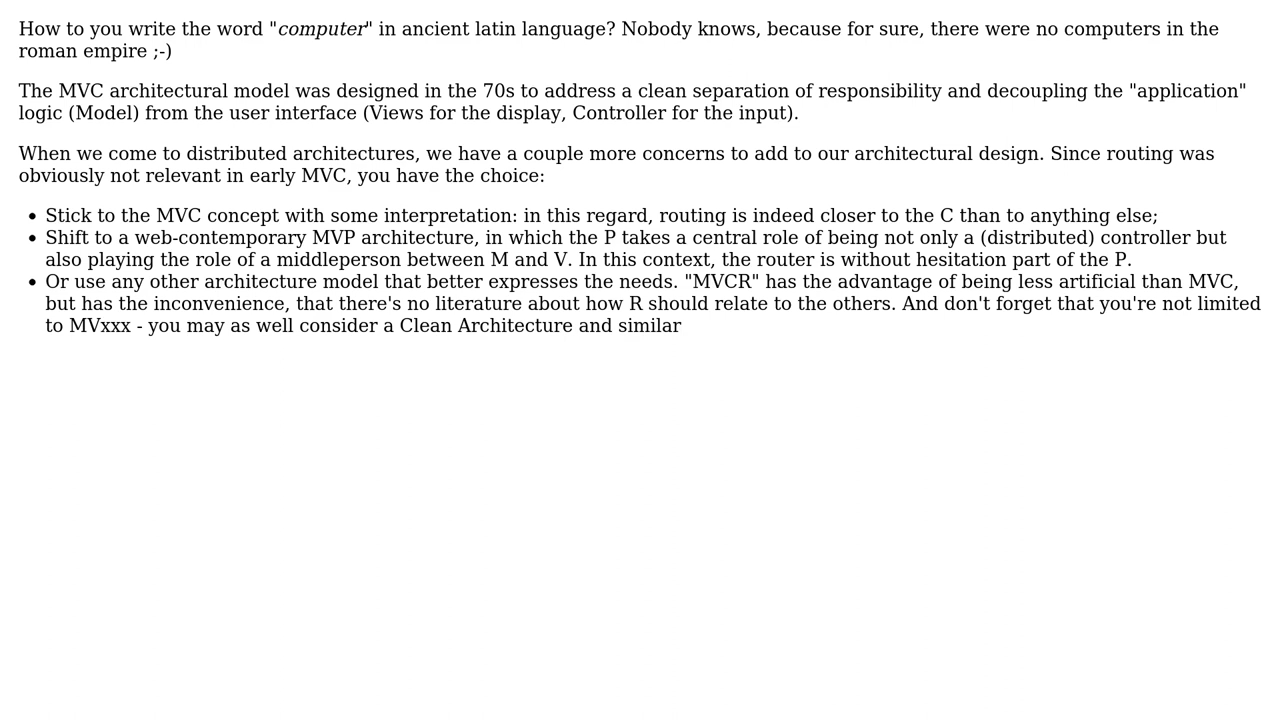 How to you write the word "computer" in ancient latin language? Nobody knows, because for sure, there were no computers in the
roman empire ;-)
The MVC architectural model was designed in the 70s to address a clean separation of responsibility and decoupling the "application"
logic (Model) from the user interface (Views for the display, Controller for the input).
When we come to distributed architectures, we have a couple more concerns to add to our architectural design. Since routing was
obviously not relevant in early MVC, you have the choice:
• Stick to the MVC concept with some interpretation: in this regard, routing is indeed closer to the C than to anything else;
• Shift to a web-contemporary MVP architecture, in which the P takes a central role of being not only a (distributed) controller but
also playing the role of a middleperson between M and V. In this context, the router is without hesitation part of the P.
• Or use any other architecture model that better expresses the needs. "MVCR" has the advantage of being less artificial than MVC,
but has the inconvenience, that there's no literature about how R should relate to the others. And don't forget that you're not limited
to MVxxx - you may as well consider a Clean Architecture and similar